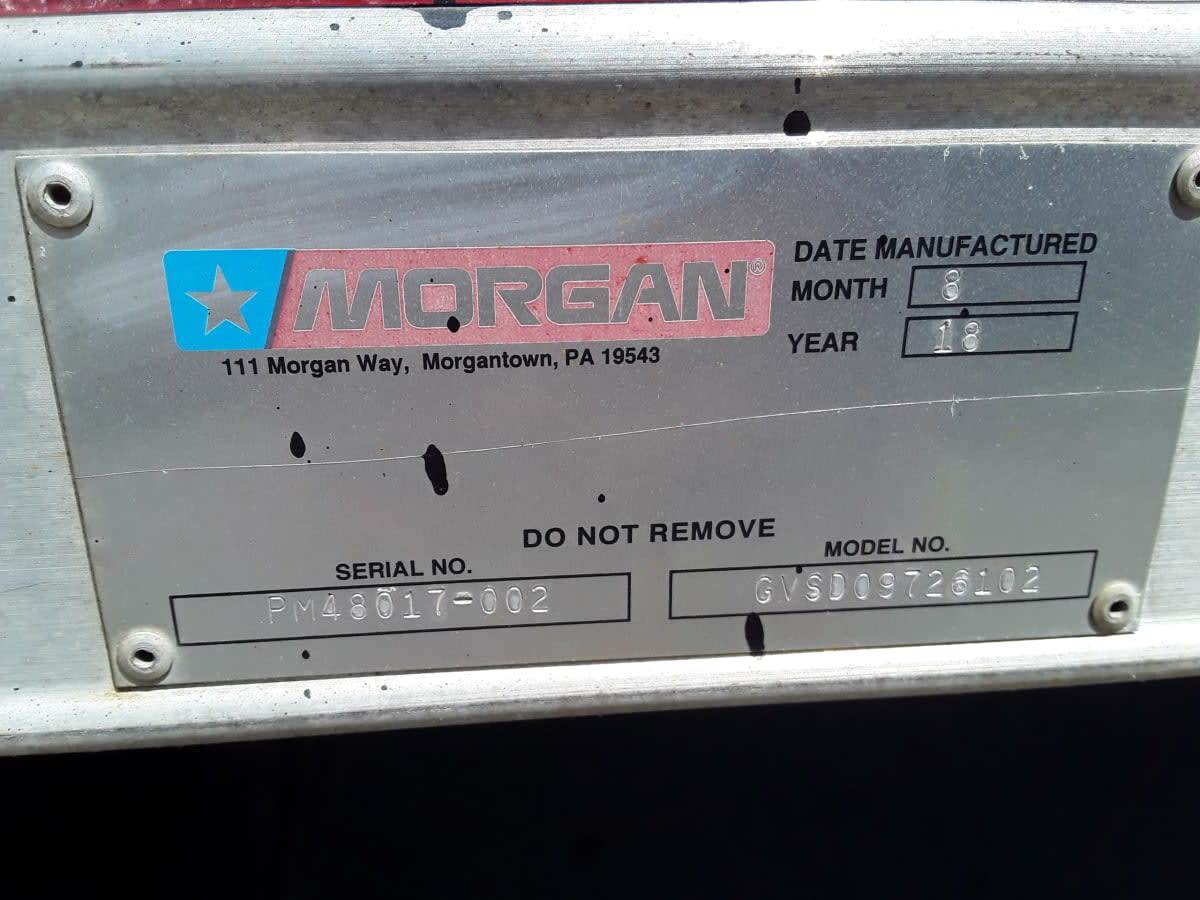 MORGAN®
111 Morgan Way, Morgantown, PA 19543
DATE MANUFACTURED
MONTH 8
YEAR 18
DO NOT REMOVE
SERIAL NO.
PM48017-002
MODEL NO.
GVSD09726102